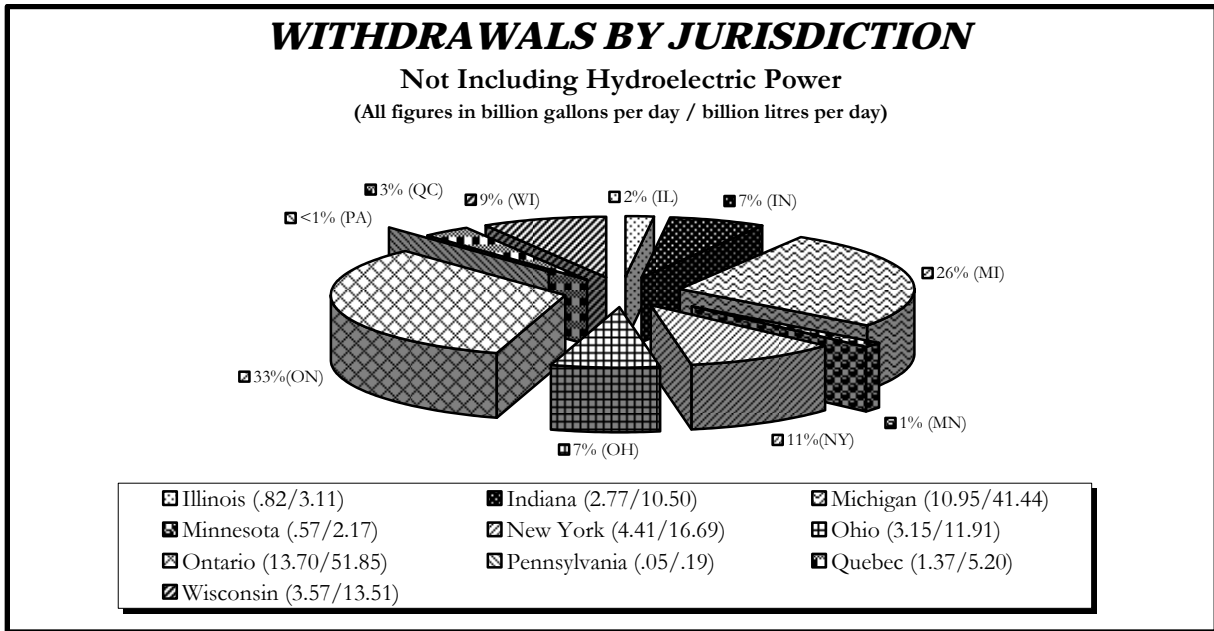 WITHDRAWALS BY JURISDICTION
Not Including Hydroelectric Power
(All figures in billion gallons per day / billion litres per day)
3% (QC)
9% (WI)
2% (IL)
7% (IN)
<1% (PA)
26% (MI)
33%(ON)
1% (MN)
11%(NY)
7% (OH)
Illinois (.82/3.11) Indiana (2.77/10.50) Michigan (10.95/41.44)
Minnesota (.57/2.17) New York (4.41/16.69) Ohio (3.15/11.91)
Ontario (13.70/51.85) Pennsylvania (.05/.19) Quebec (1.37/5.20)
Wisconsin (3.57/13.51)